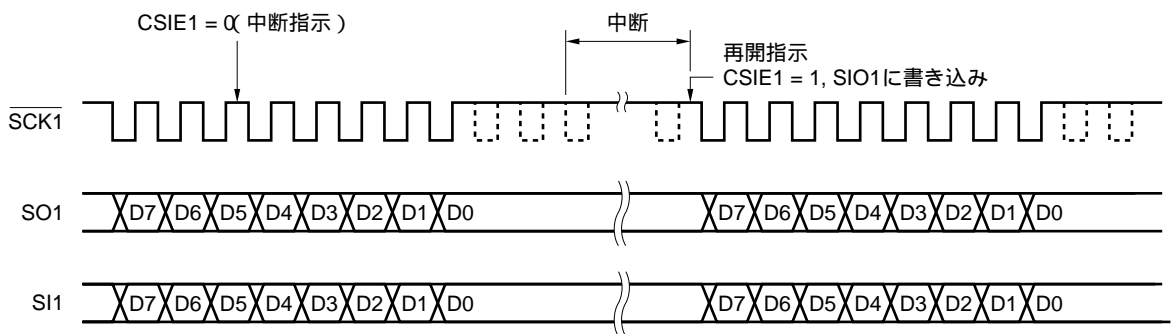 CSIE1 = 0(中断指示)
中断
再開指示
CSIE1 = 1, SIO1に書き込み
SCK1
SO1 D7 D6 D5 D4 D3 D2 D1 D0 D7 D6 D5 D4 D3 D2 D1 D0
SI1 D7 D6 D5 D4 D3 D2 D1 D0 D7 D6 D5 D4 D3 D2 D1 D0